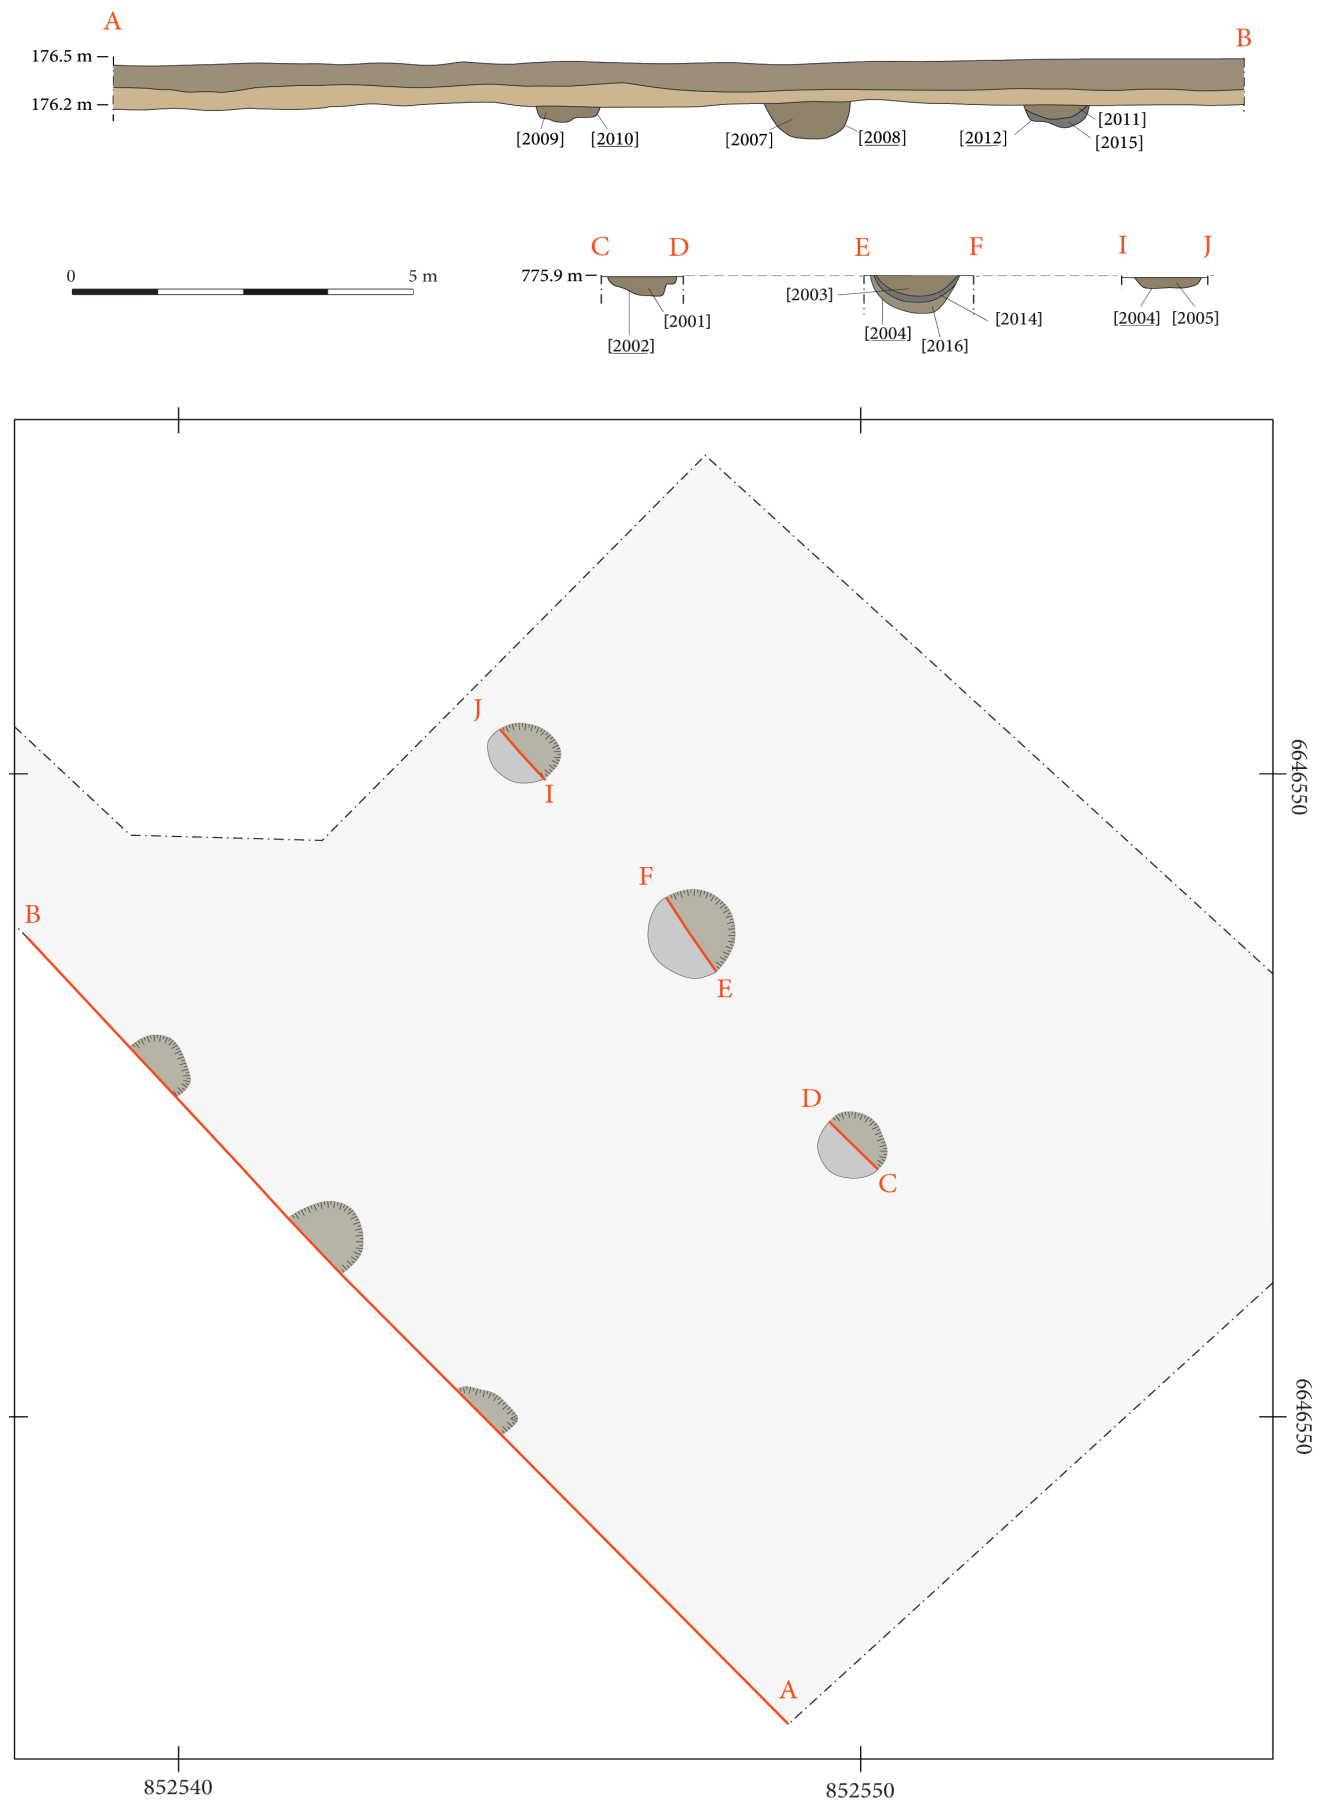 A
B
176.5 m
176.2 m
[2009]
[2010]
[2007]
[2008]
[2012]
[2011]
[2015]
C
D
E
F
I
J
0
5 m
775.9 m
[2003]
[2001]
[2002]
[2004]
[2014]
[2016]
[2004]
[2005]
J
I
6646550
F
E
B
D
C
6646550
A
852540
852550